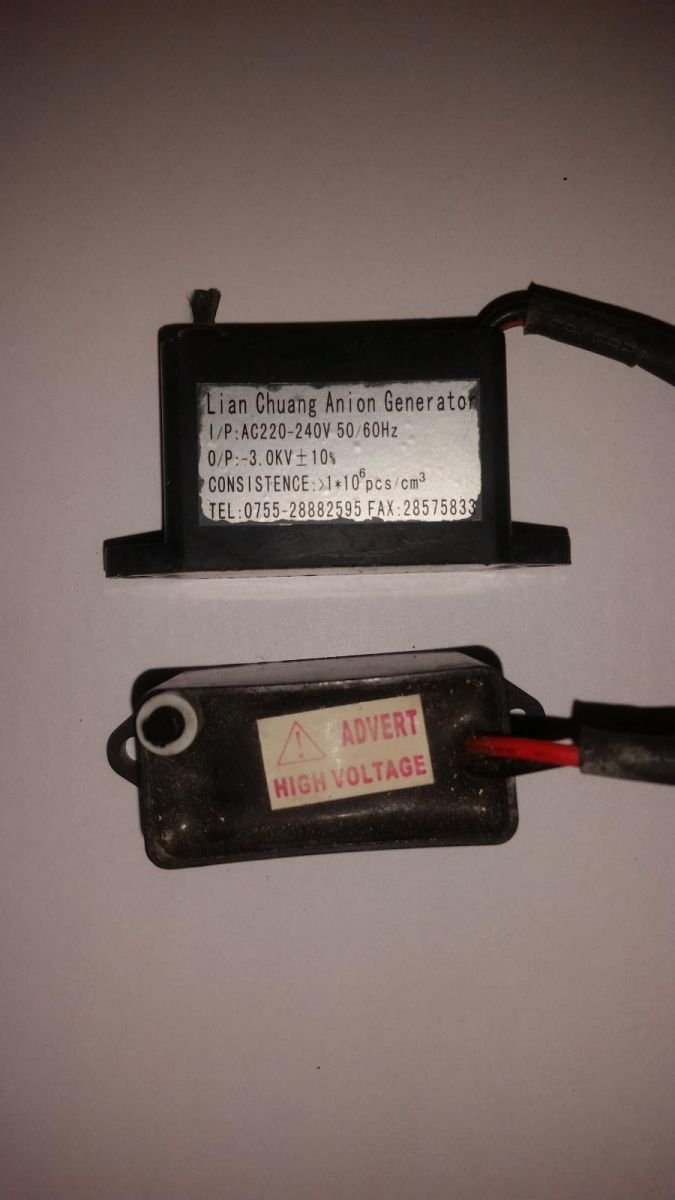 Lian Chuang Anion Generator
I/P:AC220-240V 50/60Hz
O/P:-3.0KV±10%
CONSISTENCE:>1*10⁶pcs/cm³
TEL:0755-28882595 FAX:28575833
ADVERT
HIGH VOLTAGE